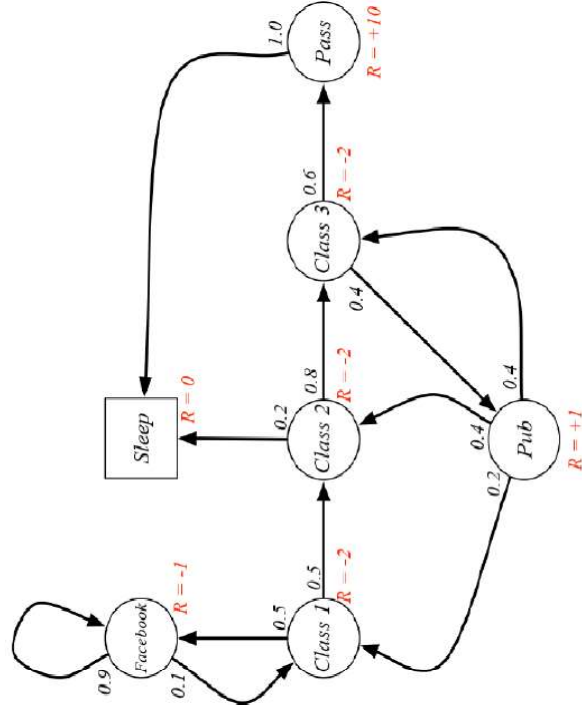 0.9
Facebook
R = -1
0.1
Sleep
R = 0
1.0
Pass
R = +10
0.5
Class 1
0.5
R = -2
0.2
Class 2
0.8
R = -2
Class 3
0.6
R = -2
0.4
0.2
0.4
0.4
Pub
R = +1